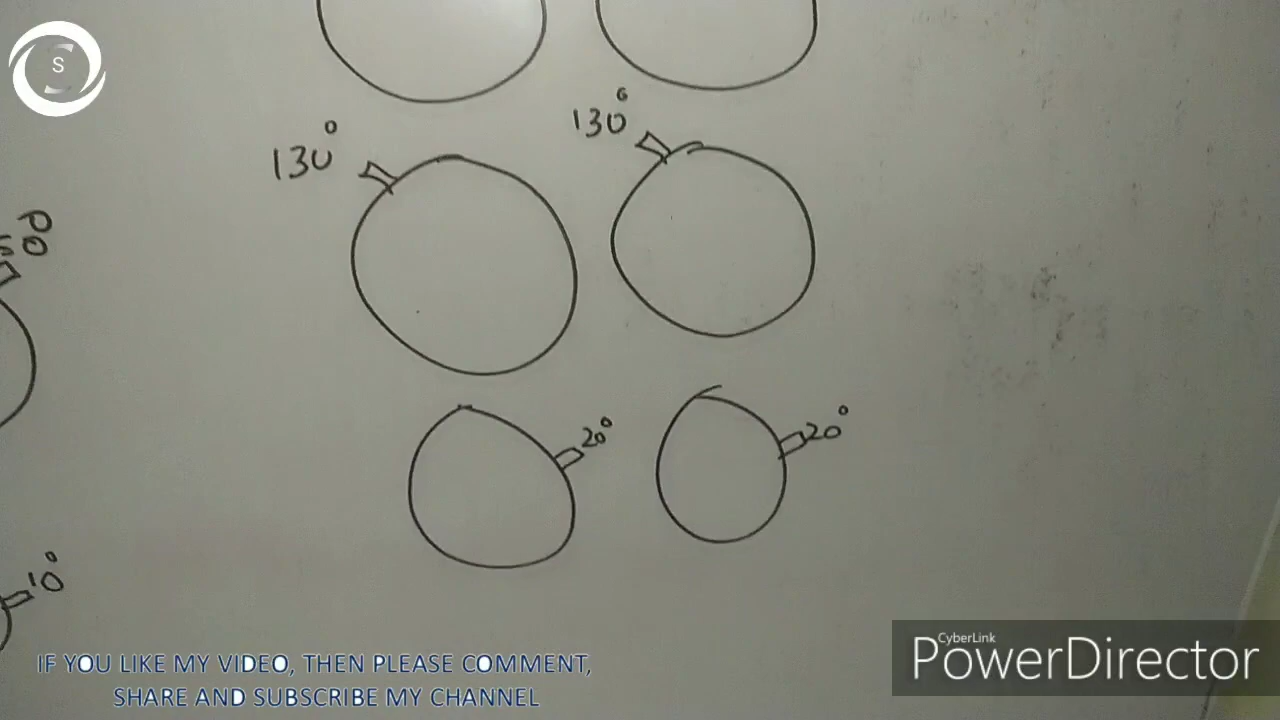 S
130°
130°
20°
20°
10°
IF YOU LIKE MY VIDEO, THEN PLEASE COMMENT,
SHARE AND SUBSCRIBE MY CHANNEL
CyberLink
PowerDirector